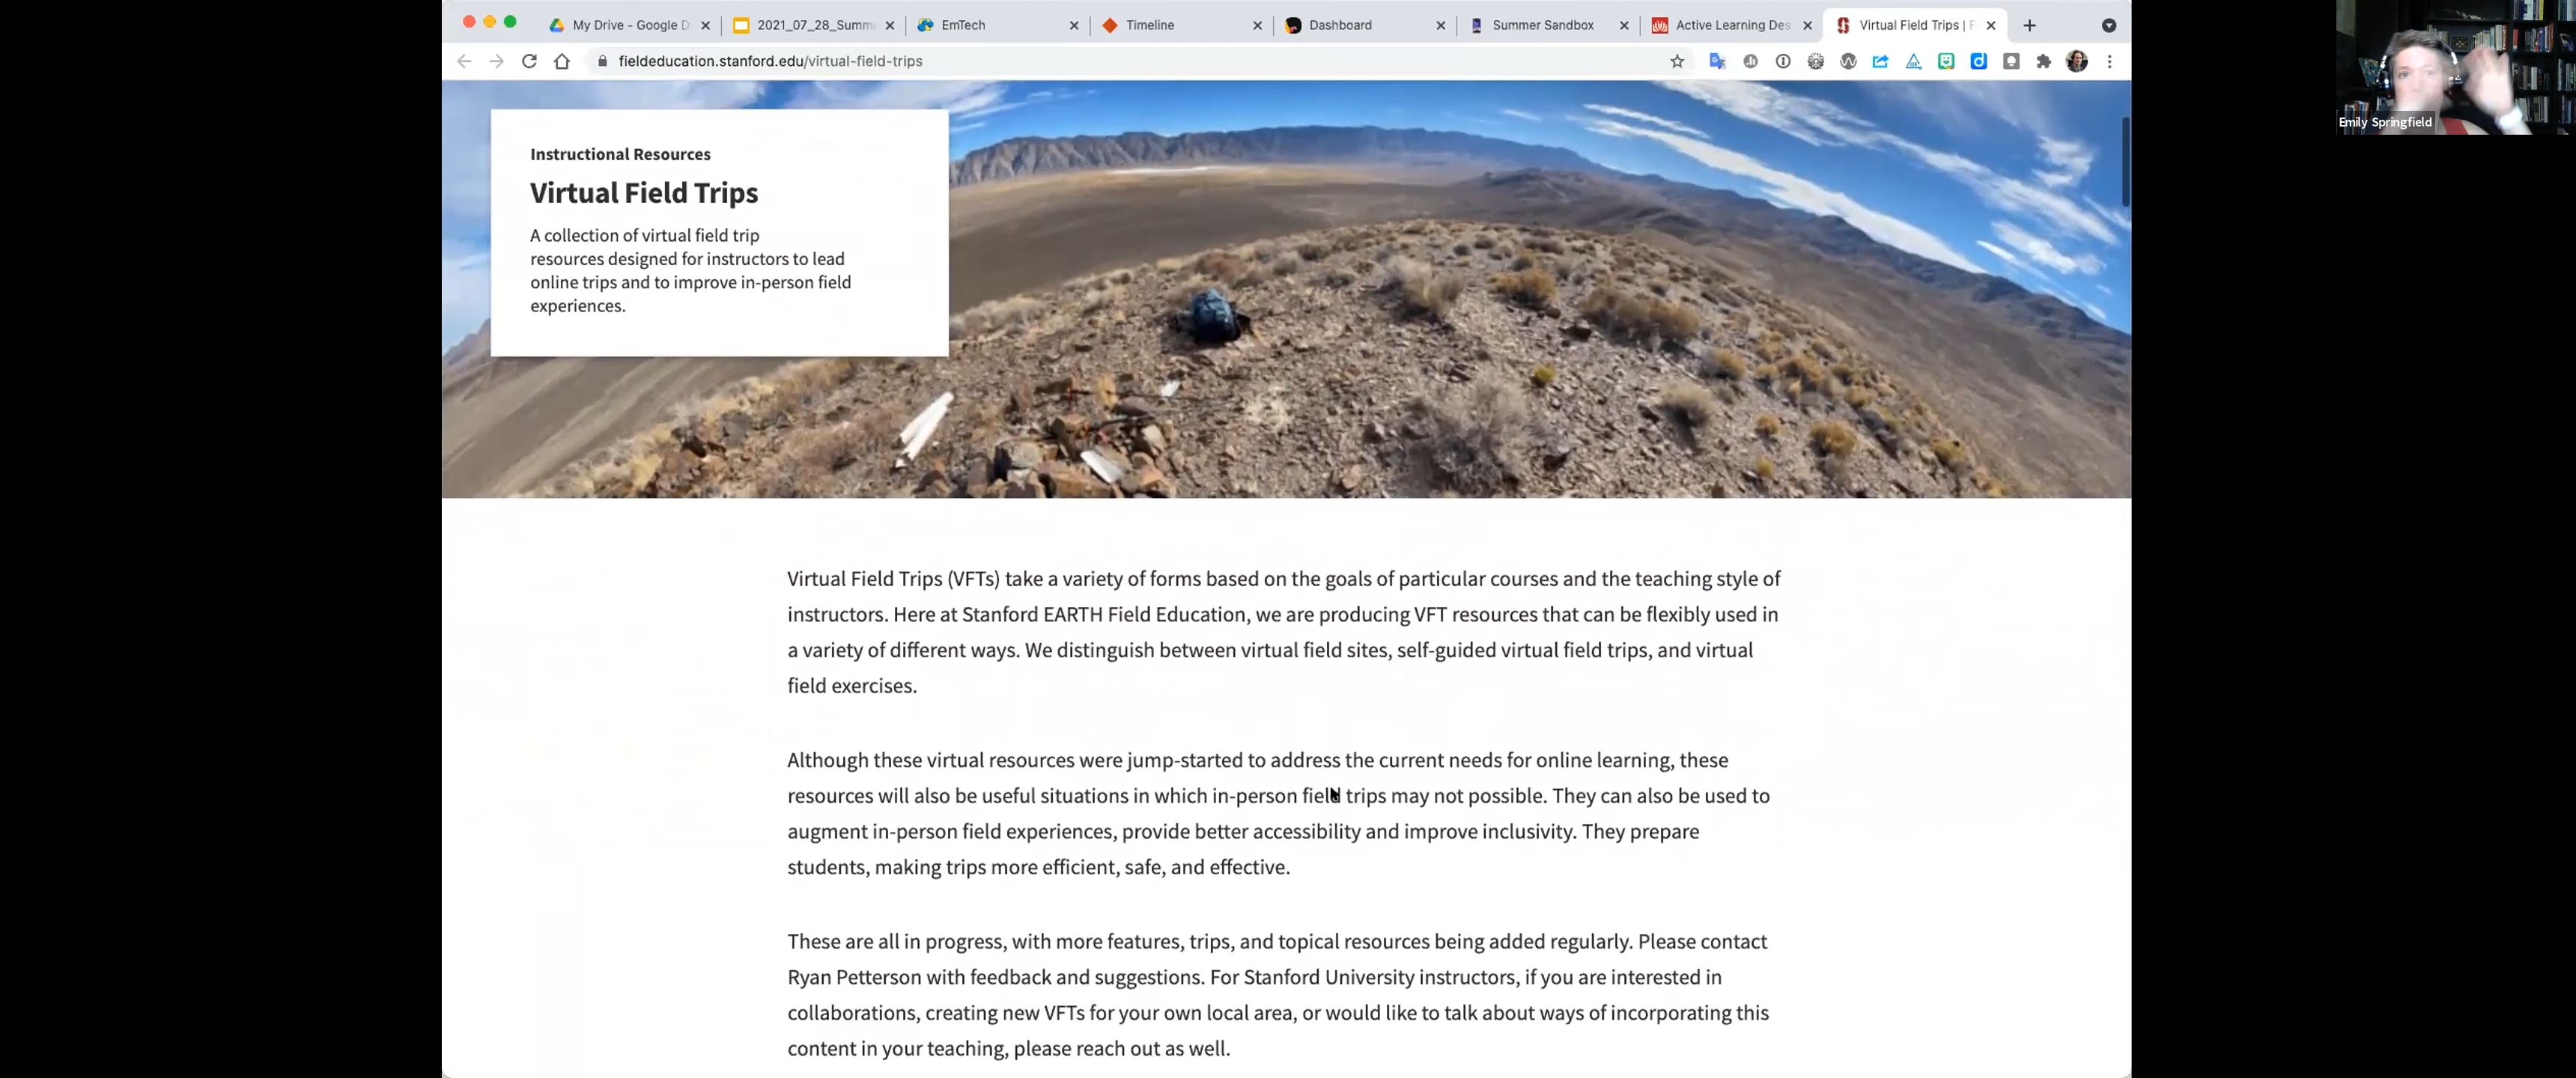 My Drive - Google D
2021_07_28_Summ
EmTech
Timeline
Dashboard
Summer Sandbox
Active Learning Des
Virtual Field Trips | F
fieldeducation.stanford.edu/virtual-field-trips
Emily Springfield
Instructional Resources
Virtual Field Trips
A collection of virtual field trip
resources designed for instructors to lead
online trips and to improve in-person field
experiences.
Virtual Field Trips (VFTs) take a variety of forms based on the goals of particular courses and the teaching style of
instructors. Here at Stanford EARTH Field Education, we are producing VFT resources that can be flexibly used in
a variety of different ways. We distinguish between virtual field sites, self-guided virtual field trips, and virtual
field exercises.
Although these virtual resources were jump-started to address the current needs for online learning, these
resources will also be useful situations in which in-person field trips may not possible. They can also be used to
augment in-person field experiences, provide better accessibility and improve inclusivity. They prepare
students, making trips more efficient, safe, and effective.
These are all in progress, with more features, trips, and topical resources being added regularly. Please contact
Ryan Petterson with feedback and suggestions. For Stanford University instructors, if you are interested in
collaborations, creating new VFTs for your own local area, or would like to talk about ways of incorporating this
content in your teaching, please reach out as well.